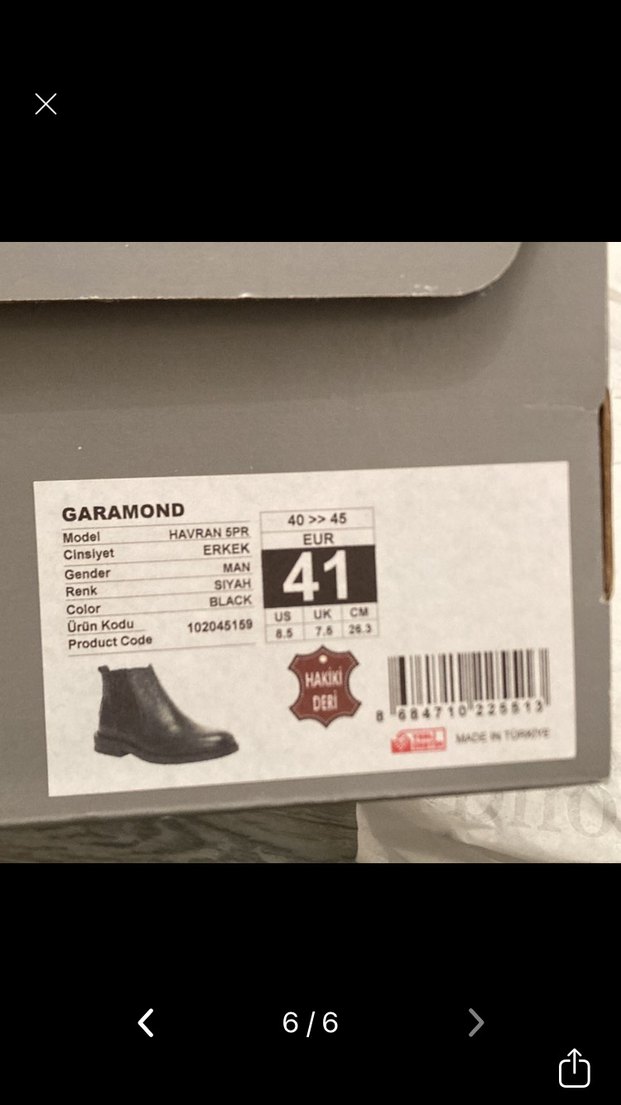 GARAMOND
Model HAVRAN 5PR
Cinsiyet ERKEK
Gender MAN
Renk SIYAH
Color BLACK
Ürün Kodu
Product Code 102045159
40 >> 45
EUR
41
US UK CM
8.5 7.5 26.3
HAKİKİ
DERİ
8 684710 225513
MADE IN TÜRKİYE
6 / 6